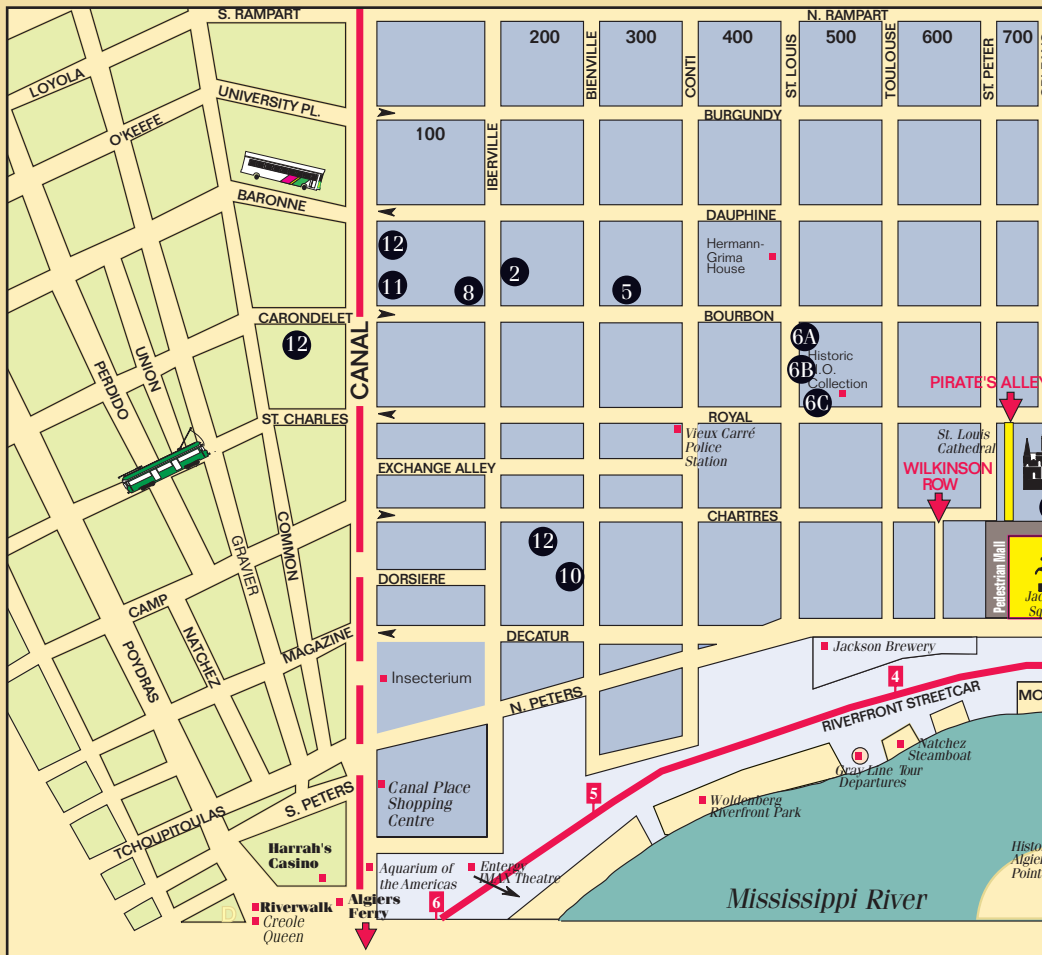 S. RAMPART
N. RAMPART
200
300
400
500
600
700
LOYOLA
UNIVERSITY PL.
O'KEEFE
BIENVILLE
CONTI
ST. LOUIS
TOULOUSE
ST. PETER
BURGUNDY
100
IBERVILLE
BARONNE
DAUPHINE
12
11
8
2
5
Hermann-
Grima
House
CARONDELET
BOURBON
12
CANAL
UNION
PERDIDO
6A
6B
6C
Historic
N.O.
Collection
PIRATE'S ALLEY
ST. CHARLES
ROYAL
Vieux Carré
Police
Station
St. Louis
Cathedral
WILKINSON
ROW
EXCHANGE ALLEY
CHARTRES
COMMON
GRAVIER
12
10
DORSIERE
Pedestrian Mall
CAMP
NATCHEZ
POYDRAS
MAGAZINE
DECATUR
Jackson Brewery
Insecterium
N. PETERS
4
RIVERFRONT STREETCAR
Natchez
Steamboat
Gray Line Tour
Departures
5
Woldenberg
Riverfront Park
Canal Place
Shopping
Centre
S. PETERS
TCHOUPITOULAS
Harrah's
Casino
Aquarium of
the Americas
Entergy
IMAX Theatre
6
Algiers
Ferry
Riverwalk
Creole
Queen
D
Mississippi River
Algiers
Point